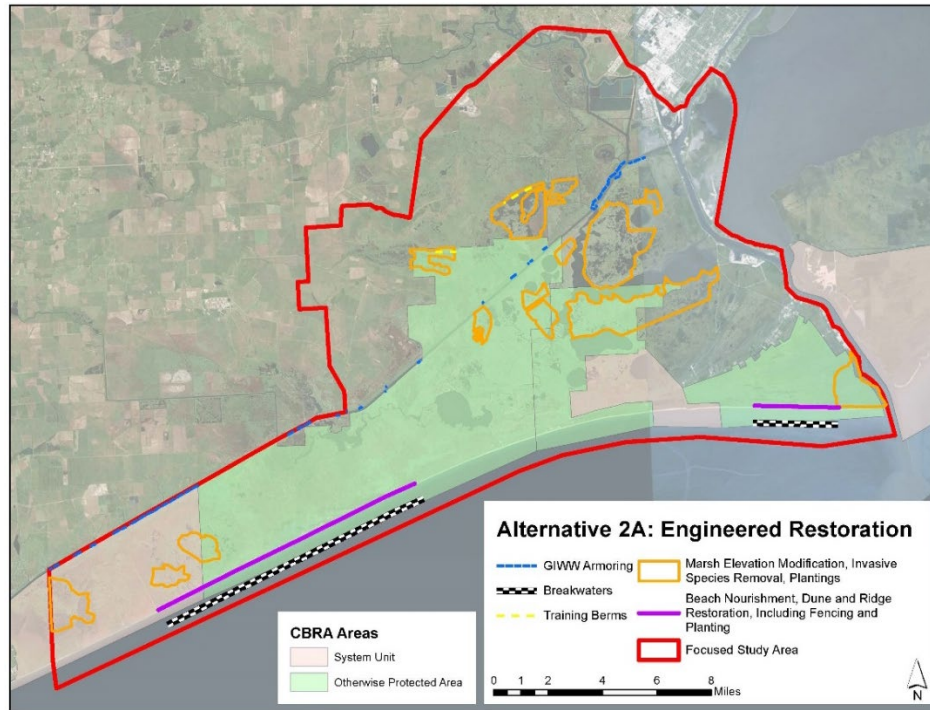 Alternative 2A: Engineered Restoration
GIWW Armoring
Breakwaters
Training Berms
Marsh Elevation Modification, Invasive
Species Removal, Plantings
Beach Nourishment, Dune and Ridge
Restoration, Including Fencing and
Planting
Focused Study Area
CBRA Areas
System Unit
Otherwise Protected Area
0 2 4 6 8
Miles
N